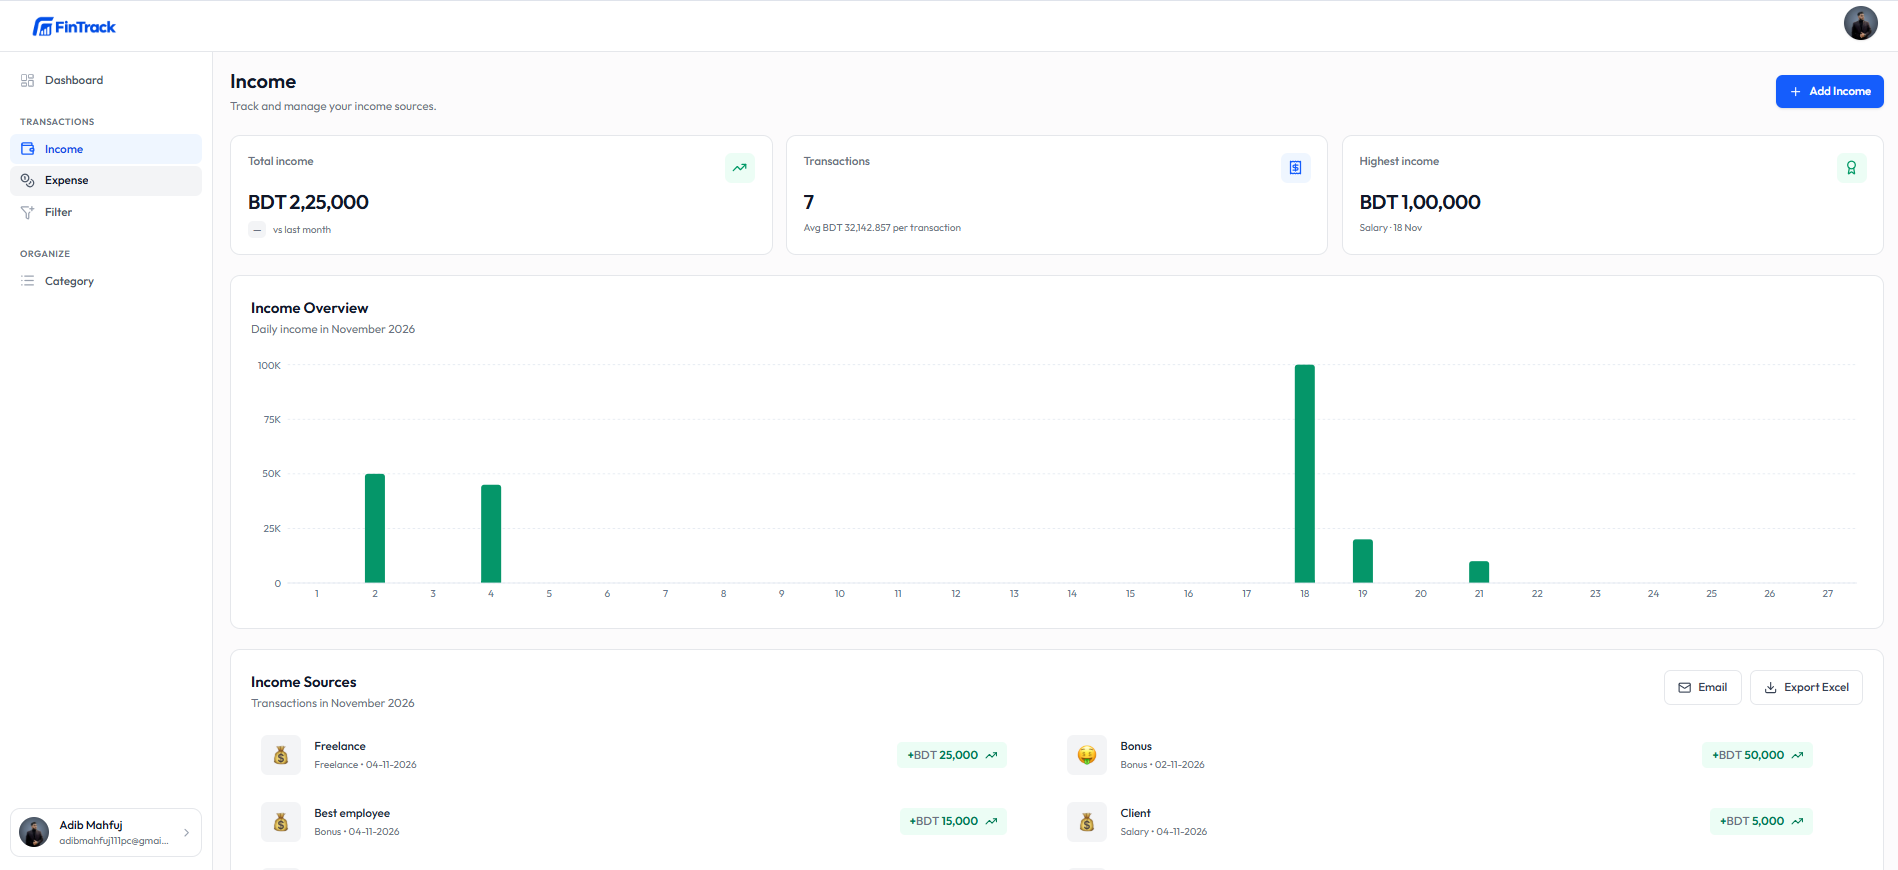 FinTrack
Dashboard
TRANSACTIONS
Income
Expense
Filter
ORGANIZE
Category
Adib Mahfuj
adibmahfuj111pc@gmai...
Income
Track and manage your income sources.
+ Add Income
Total income
BDT 2,25,000
— vs last month
Transactions
7
Avg BDT 32,142.857 per transaction
Highest income
BDT 1,00,000
Salary · 18 Nov
Income Overview
Daily income in November 2026
100K
75K
50K
25K
0
1 2 3 4 5 6 7 8 9 10 11 12 13 14 15 16 17 18 19 20 21 22 23 24 25 26 27
Income Sources
Transactions in November 2026
Email
Export Excel
Freelance
Freelance • 04-11-2026
+BDT 25,000
Bonus
Bonus • 02-11-2026
+BDT 50,000
Best employee
Bonus • 04-11-2026
+BDT 15,000
Client
Salary • 04-11-2026
+BDT 5,000